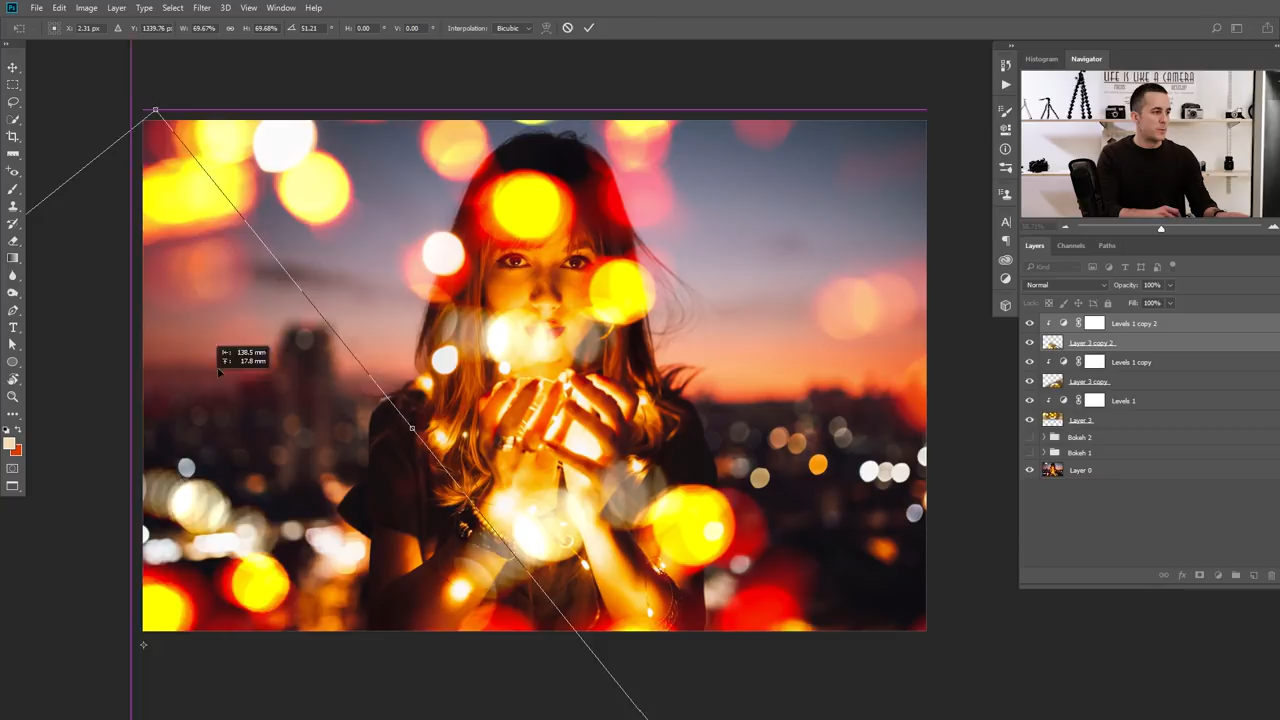 Ps File Edit Image Layer Type Select Filter 3D View Window Help
X: 2.31 px Y: 1339.76 px W: 69.67% H: 69.68% 51.21 ° H: 0.00 ° V: 0.00 ° Interpolation: Bicubic
Histogram Navigator
LIFE IS LIKE A CAMERA
Layers Channels Paths
Kind
Normal Opacity: 100%
Lock: Fill: 100%
Levels 1 copy 2
Layer 3 copy 2
Levels 1 copy
Layer 3 copy
Levels 1
Layer 3
Bokeh 2
Bokeh 1
Layer 0
138.5 mm
17.8 mm